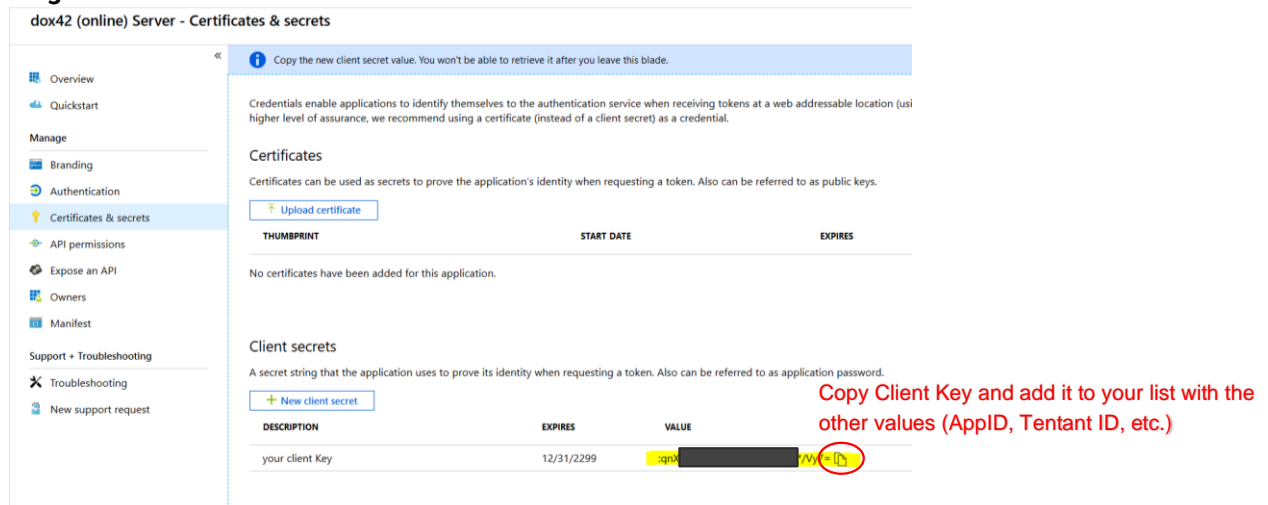 dox42 (online) Server - Certificates & secrets
«
Overview
Quickstart
Manage
Branding
Authentication
Certificates & secrets
API permissions
Expose an API
Owners
Manifest
Support + Troubleshooting
Troubleshooting
New support request
Copy the new client secret value. You won't be able to retrieve it after you leave this blade.
Credentials enable applications to identify themselves to the authentication service when receiving tokens at a web addressable location (usi
higher level of assurance, we recommend using a certificate (instead of a client secret) as a credential.
Certificates
Certificates can be used as secrets to prove the application's identity when requesting a token. Also can be referred to as public keys.
Upload certificate
THUMBPRINT START DATE EXPIRES
No certificates have been added for this application.
Client secrets
A secret string that the application uses to prove its identity when requesting a token. Also can be referred to as application password.
+ New client secret
DESCRIPTION EXPIRES VALUE
your client Key 12/31/2299 :qnX
Copy Client Key and add it to your list with the
other values (AppID, Tentant ID, etc.)